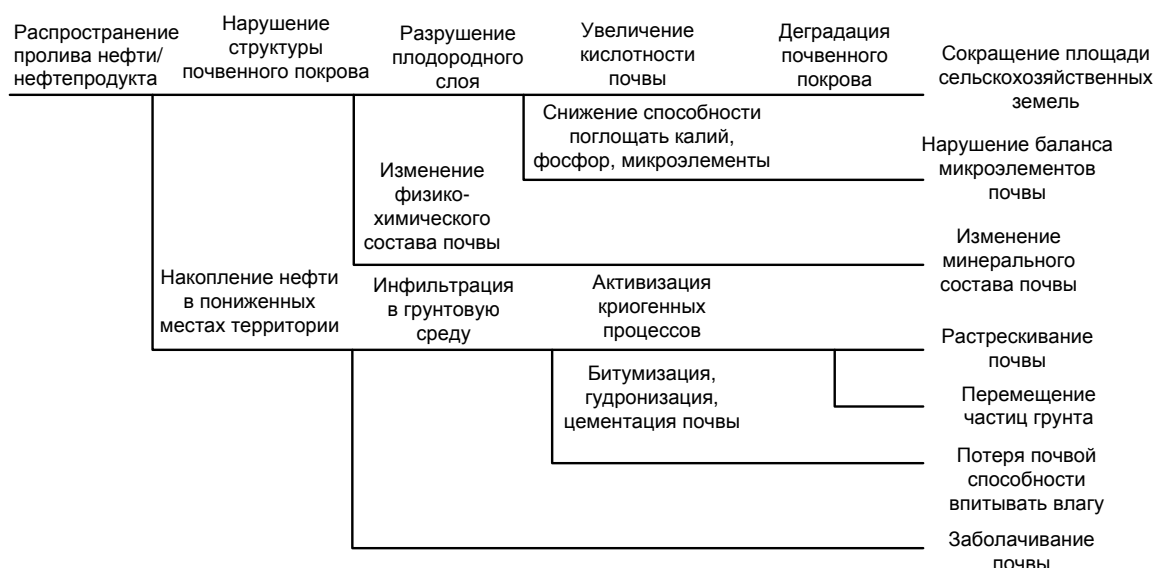 Распространение
пролива нефти/
нефтепродукта
Нарушение
структуры
почвенного покрова
Разрушение
плодородного
слоя
Увеличение
кислотности
почвы
Деградация
почвенного
покрова
Сокращение площади
сельскохозяйственных
земель
Снижение способности
поглощать калий,
фосфор, микроэлементы
Нарушение баланса
микроэлементов
почвы
Изменение
физико-
химического
состава почвы
Изменение
минерального
состава почвы
Накопление нефти
в пониженных
местах территории
Инфильтрация
в грунтовую
среду
Активизация
криогенных
процессов
Растрескивание
почвы
Битумизация,
гудронизация,
цементация почвы
Перемещение
частиц грунта
Потеря почвой
способности
впитывать влагу
Заболачивание
почвы